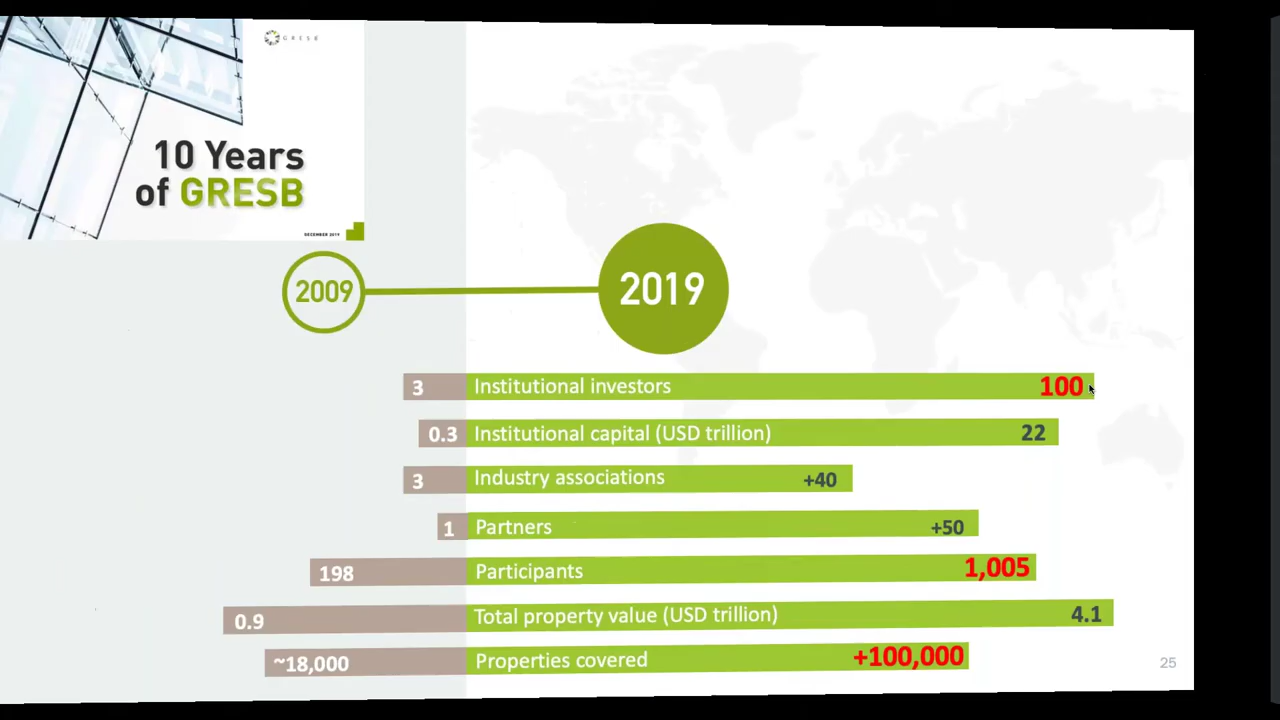 GRESB
10 Years
of GRESB
DECEMBER 2019
2009
2019
3 Institutional investors 100
0.3 Institutional capital (USD trillion) 22
3 Industry associations +40
1 Partners +50
198 Participants 1,005
0.9 Total property value (USD trillion) 4.1
~18,000 Properties covered +100,000
25